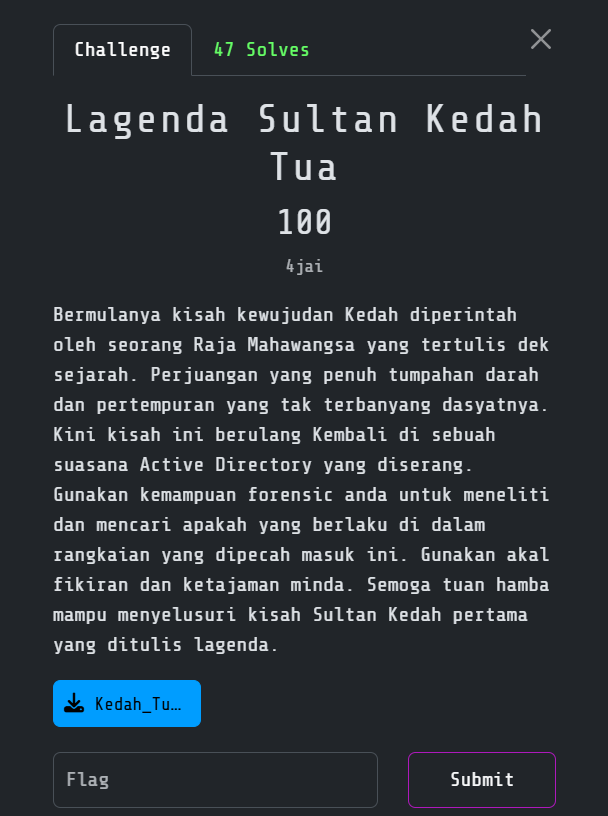 Challenge
47 Solves
Lagenda Sultan Kedah
Tua
100
4jai
Bermulanya kisah kewujudan Kedah diperintah
oleh seorang Raja Mahawangsa yang tertulis dek
sejarah. Perjuangan yang penuh tumpahan darah
dan pertempuran yang tak terbanyang dasyatnya.
Kini kisah ini berulang Kembali di sebuah
suasana Active Directory yang diserang.
Gunakan kemampuan forensic anda untuk meneliti
dan mencari apakah yang berlaku di dalam
rangkaian yang dipecah masuk ini. Gunakan akal
fikiran dan ketajaman minda. Semoga tuan hamba
mampu menyelusuri kisah Sultan Kedah pertama
yang ditulis lagenda.
Kedah_Tu…
Flag
Submit